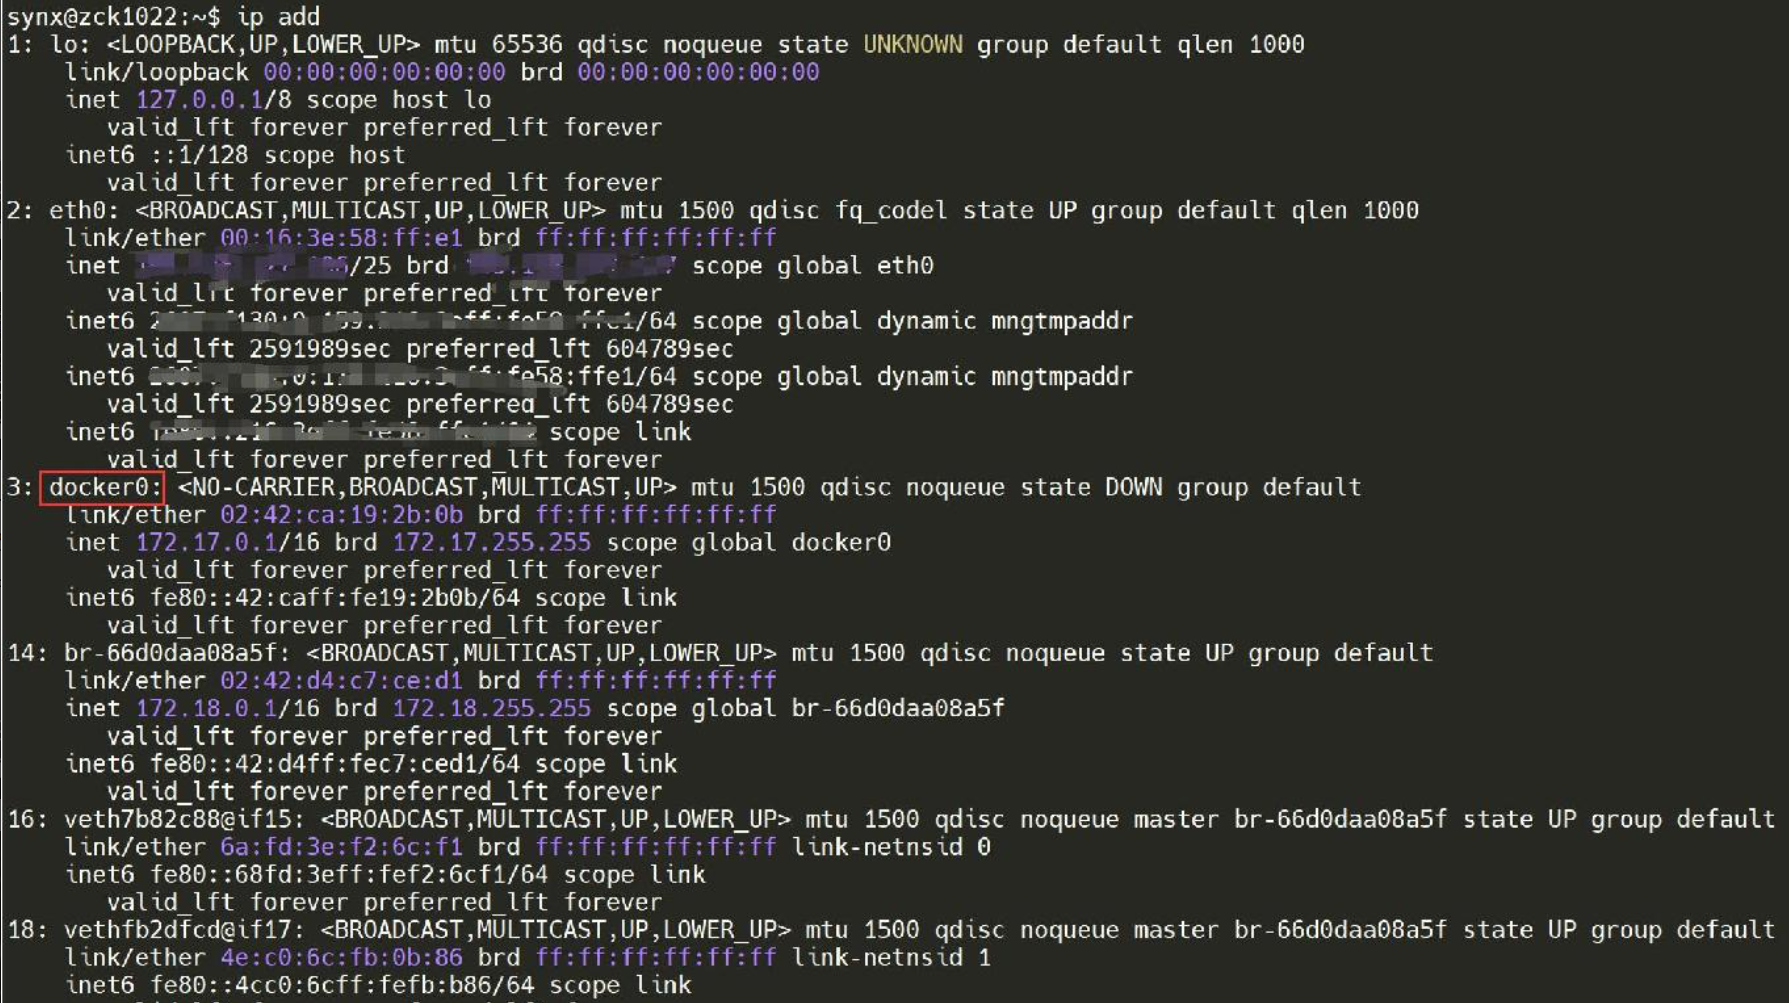 synx@zck1022:~$ ip add
1: lo: <LOOPBACK,UP,LOWER_UP> mtu 65536 qdisc noqueue state UNKNOWN group default qlen 1000
link/loopback 00:00:00:00:00:00 brd 00:00:00:00:00:00
inet 127.0.0.1/8 scope host lo
valid_lft forever preferred_lft forever
inet6 ::1/128 scope host
valid_lft forever preferred_lft forever
2: eth0: <BROADCAST,MULTICAST,UP,LOWER_UP> mtu 1500 qdisc fq_codel state UP group default qlen 1000
link/ether 00:16:3e:58:ff:e1 brd ff:ff:ff:ff:ff:ff
inet /25 brd scope global eth0
valid_lft forever preferred_lft forever
inet6 /64 scope global dynamic mngtmpaddr
valid_lft 2591989sec preferred_lft 604789sec
inet6 :ffe1/64 scope global dynamic mngtmpaddr
valid_lft 2591989sec preferred_lft 604789sec
inet6 scope link
valid_lft forever preferred_lft forever
3: docker0: <NO-CARRIER,BROADCAST,MULTICAST,UP> mtu 1500 qdisc noqueue state DOWN group default
link/ether 02:42:ca:19:2b:0b brd ff:ff:ff:ff:ff:ff
inet 172.17.0.1/16 brd 172.17.255.255 scope global docker0
valid_lft forever preferred_lft forever
inet6 fe80::42:caff:fe19:2b0b/64 scope link
valid_lft forever preferred_lft forever
14: br-66d0daa08a5f: <BROADCAST,MULTICAST,UP,LOWER_UP> mtu 1500 qdisc noqueue state UP group default
link/ether 02:42:d4:c7:ce:d1 brd ff:ff:ff:ff:ff:ff
inet 172.18.0.1/16 brd 172.18.255.255 scope global br-66d0daa08a5f
valid_lft forever preferred_lft forever
inet6 fe80::42:d4ff:fec7:ced1/64 scope link
valid_lft forever preferred_lft forever
16: veth7b82c88@if15: <BROADCAST,MULTICAST,UP,LOWER_UP> mtu 1500 qdisc noqueue master br-66d0daa08a5f state UP group default
link/ether 6a:fd:3e:f2:6c:f1 brd ff:ff:ff:ff:ff:ff link-netnsid 0
inet6 fe80::68fd:3eff:fef2:6cf1/64 scope link
valid_lft forever preferred_lft forever
18: vethfb2dfcd@if17: <BROADCAST,MULTICAST,UP,LOWER_UP> mtu 1500 qdisc noqueue master br-66d0daa08a5f state UP group default
link/ether 4e:c0:6c:fb:0b:86 brd ff:ff:ff:ff:ff:ff link-netnsid 1
inet6 fe80::4cc0:6cff:fefb:b86/64 scope link